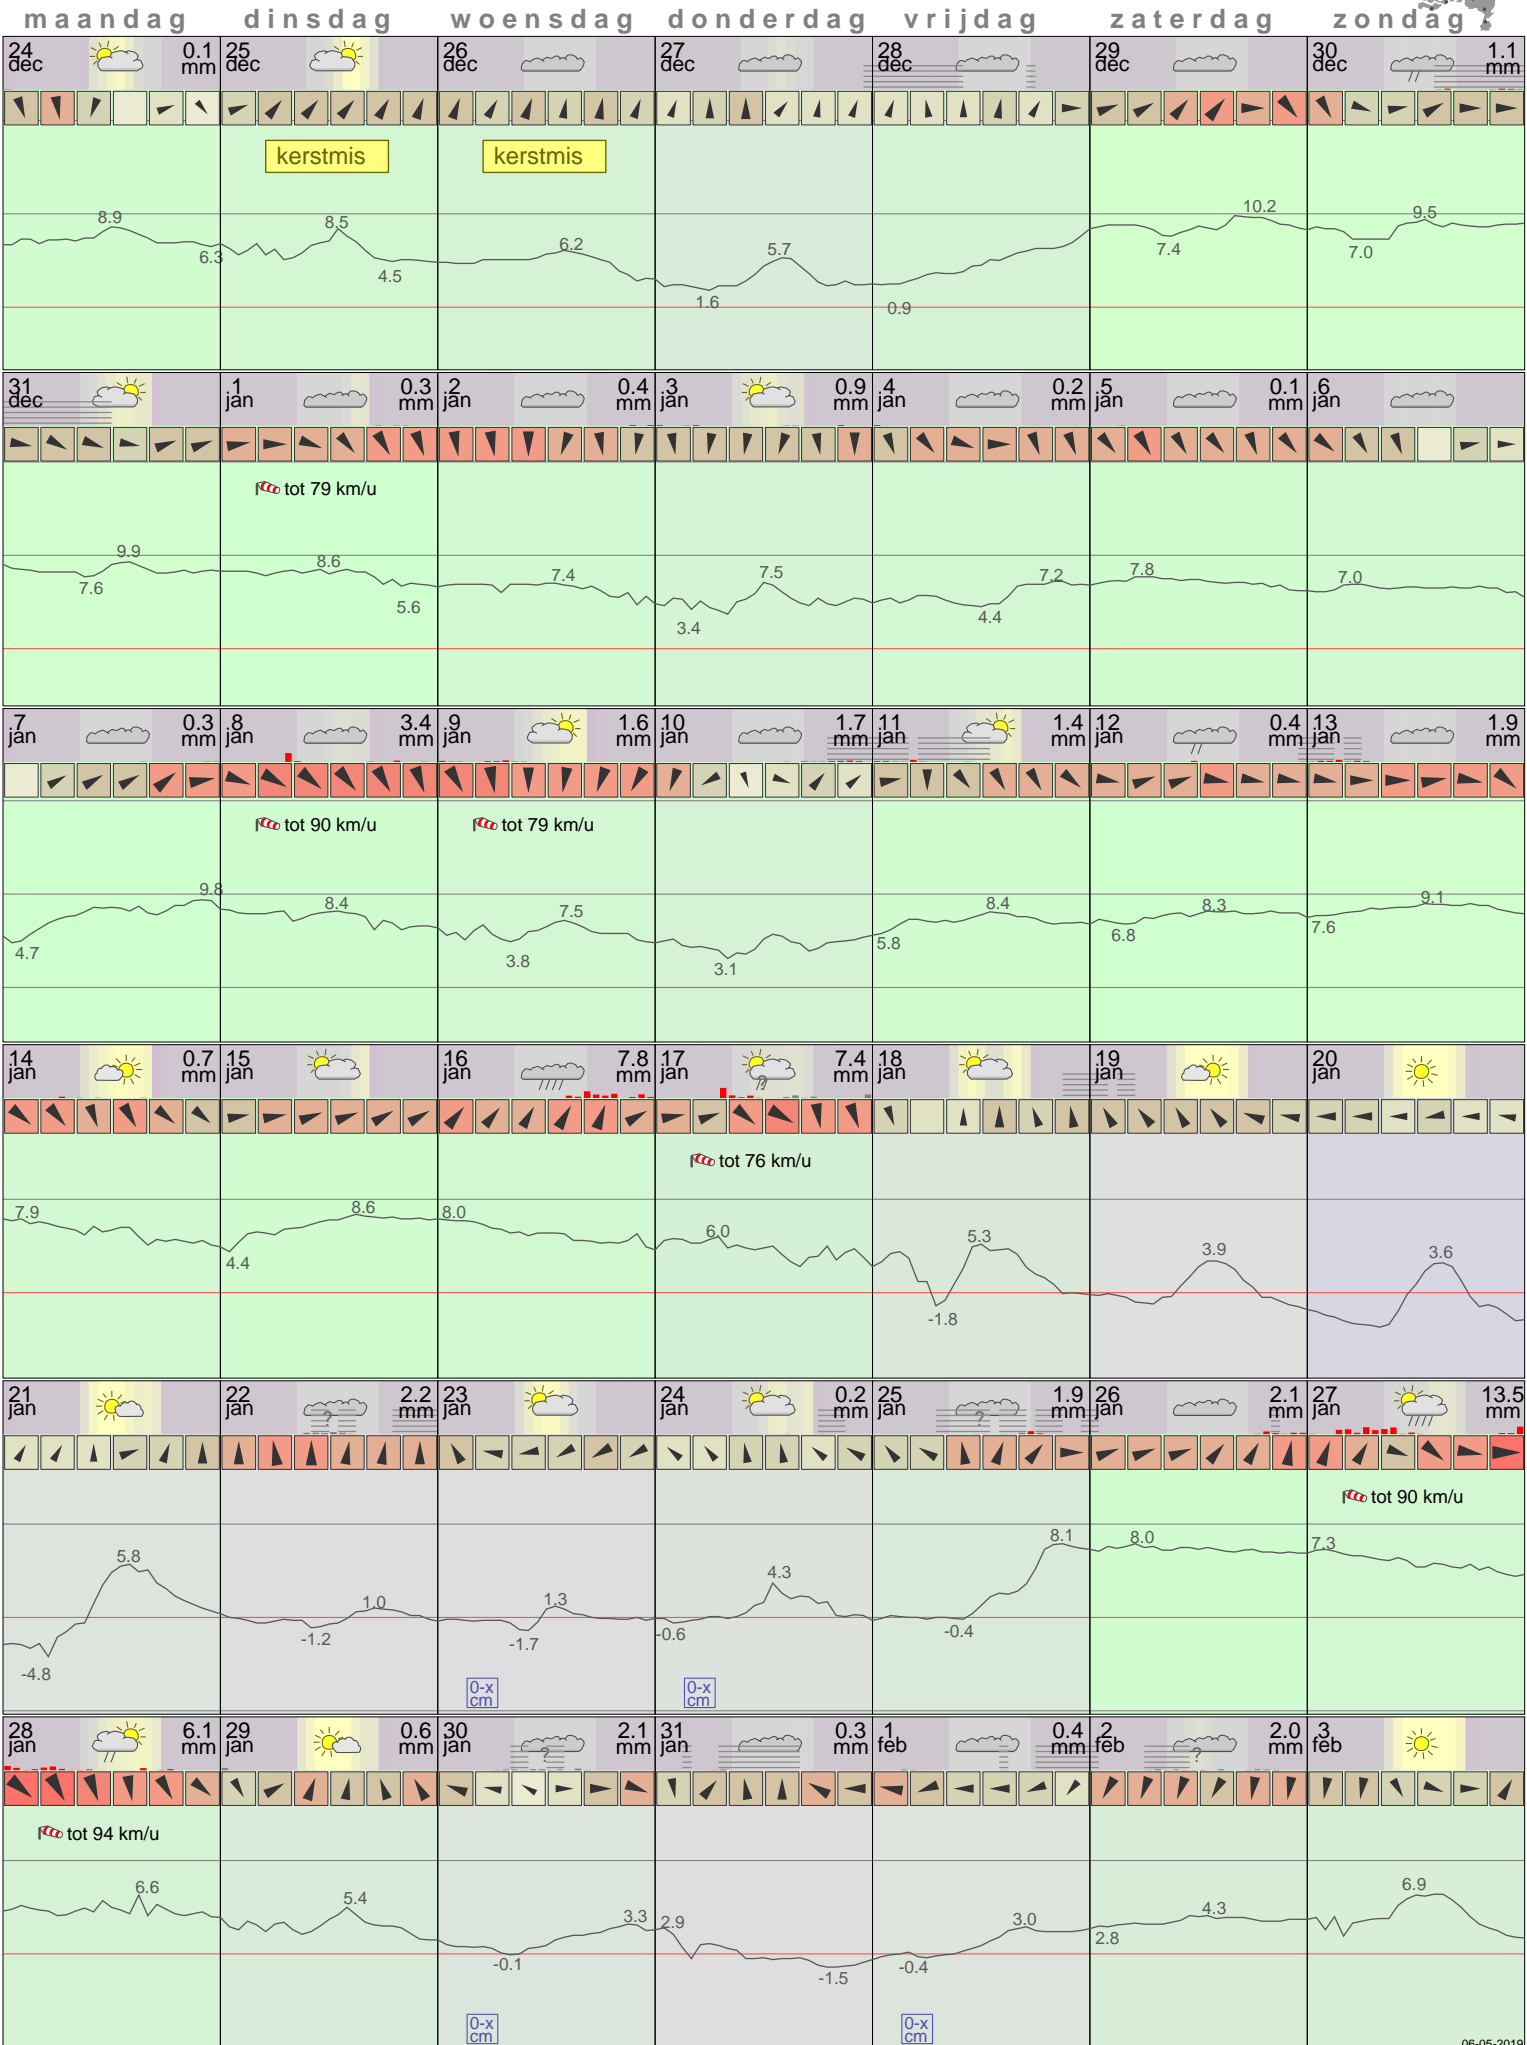 maandag dinsdag woensdag donderdag vrijdag zaterdag zondag
24 0.1 25 26 27 28 29 30 1.1
dec mm dec dec dec dec dec dec mm
kerstmis kerstmis
8.9 8.5 6.2 5.7 10.2 9.5
6.3 4.5 1.6 0.9 7.4 7.0
31 1 0.3 2 0.4 3 0.9 4 0.2 5 0.1 6
dec jan mm jan mm jan mm jan mm jan mm jan
tot 79 km/u
9.9 8.6 7.4 7.5 7.2 7.8 7.0
7.6 5.6 3.4 4.4
7 0.3 8 3.4 9 1.6 10 1.7 11 1.4 12 0.4 13 1.9
jan mm jan mm jan mm jan mm jan mm jan mm jan mm
tot 90 km/u tot 79 km/u
9.8 8.4 7.5 8.4 8.3 9.1
4.7 3.8 3.1 5.8 6.8 7.6
14 0.7 15 16 7.8 17 7.4 18 19 20
jan mm jan jan mm jan ? mm jan jan jan
tot 76 km/u
7.9 8.6 8.0 6.0 5.3 3.9 3.6
4.4 -1.8
21 22 2.2 23 24 0.2 25 1.9 26 2.1 27 13.5
jan jan ? mm jan jan mm jan ? mm jan mm jan mm
tot 90 km/u
5.8 1.0 1.3 4.3 8.1 8.0 7.3
-4.8 -1.2 -1.7 -0.6 -0.4
0-x 0-x
cm cm
28 6.1 29 0.6 30 2.1 31 0.3 1 0.4 2 2.0 3
jan mm jan mm jan ? mm jan mm feb mm feb ? mm feb
tot 94 km/u
6.6 5.4 3.3 2.9 3.0 4.3 6.9
-0.1 -1.5 -0.4 2.8
0-x 0-x
cm cm
06-05-2019